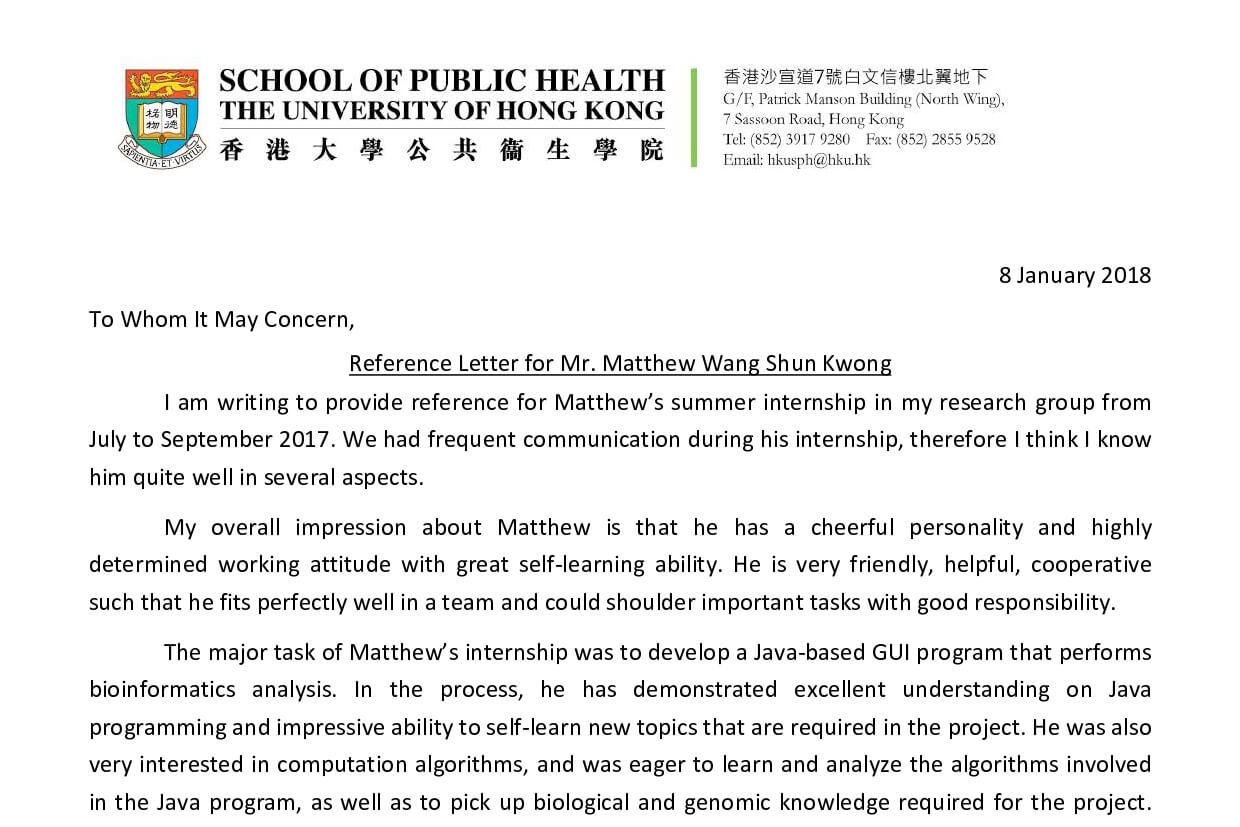 SCHOOL OF PUBLIC HEALTH
THE UNIVERSITY OF HONG KONG
香港大學公共衞生學院
明德
格物
SAPIENTIA·ET·VIRTUS
香港沙宣道7號白文信樓北翼地下
G/F, Patrick Manson Building (North Wing),
7 Sassoon Road, Hong Kong
Tel: (852) 3917 9280 Fax: (852) 2855 9528
Email: hkusph@hku.hk
8 January 2018
To Whom It May Concern,
Reference Letter for Mr. Matthew Wang Shun Kwong
I am writing to provide reference for Matthew’s summer internship in my research group from
July to September 2017. We had frequent communication during his internship, therefore I think I know
him quite well in several aspects.
My overall impression about Matthew is that he has a cheerful personality and highly
determined working attitude with great self-learning ability. He is very friendly, helpful, cooperative
such that he fits perfectly well in a team and could shoulder important tasks with good responsibility.
The major task of Matthew’s internship was to develop a Java-based GUI program that performs
bioinformatics analysis. In the process, he has demonstrated excellent understanding on Java
programming and impressive ability to self-learn new topics that are required in the project. He was also
very interested in computation algorithms, and was eager to learn and analyze the algorithms involved
in the Java program, as well as to pick up biological and genomic knowledge required for the project.